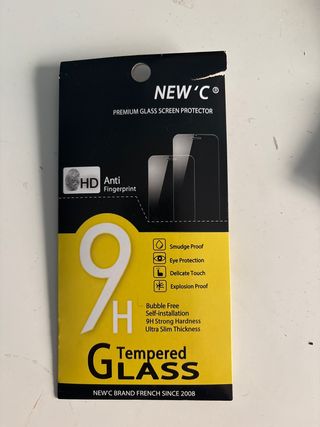 NEW'C ®
PREMIUM GLASS SCREEN PROTECTOR
HD Anti
Fingerprint
Smudge Proof
Eye Protection
Delicate Touch
Explosion Proof
9H
Bubble Free
Self-installation
9H Strong Hardness
Ultra Slim Thickness
Tempered
GLASS
NEW'C BRAND FRENCH SINCE 2008